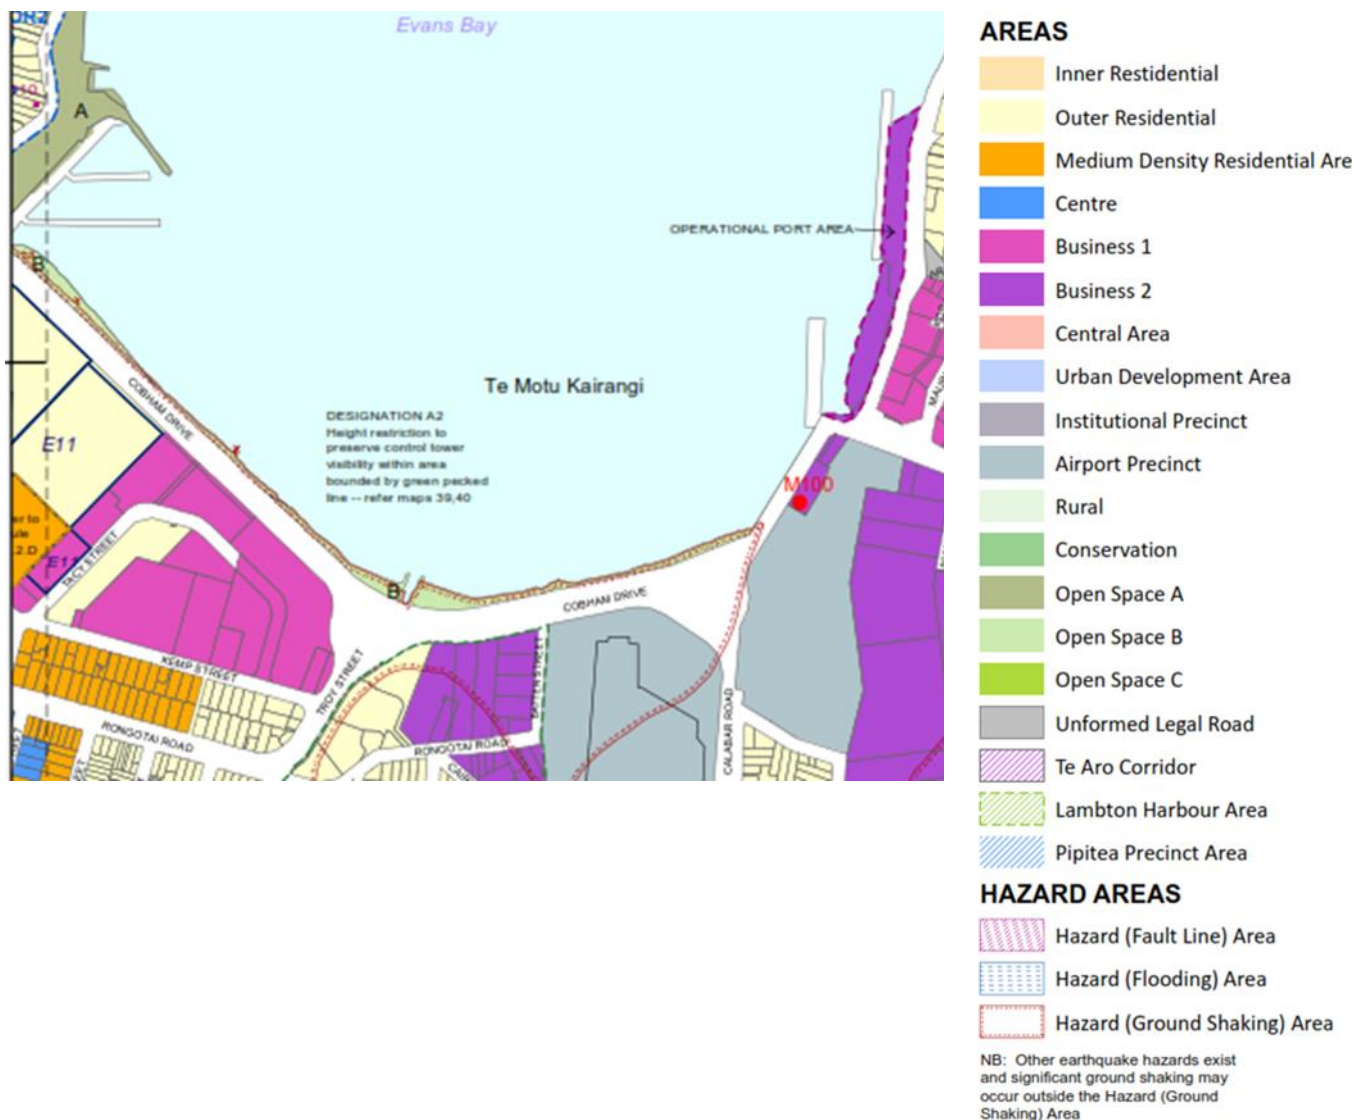 Evans Bay
A
OPERATIONAL PORT AREA
B
COBHAM DRIVE
Te Motu Kairangi
DESIGNATION A2
Height restriction to
preserve control tower
visibility within area
bounded by green pecked
line -- refer maps 39,40
E11
M100
E11
TACY STREET
B
COBHAM DRIVE
KEMP STREET
TROY STREET
RONGOTAI ROAD
RONGOTAI ROAD
CALABAR ROAD
AREAS
Inner Restidential
Outer Residential
Medium Density Residential Are
Centre
Business 1
Business 2
Central Area
Urban Development Area
Institutional Precinct
Airport Precinct
Rural
Conservation
Open Space A
Open Space B
Open Space C
Unformed Legal Road
Te Aro Corridor
Lambton Harbour Area
Pipitea Precinct Area
HAZARD AREAS
Hazard (Fault Line) Area
Hazard (Flooding) Area
Hazard (Ground Shaking) Area
NB: Other earthquake hazards exist
and significant ground shaking may
occur outside the Hazard (Ground
Shaking) Area